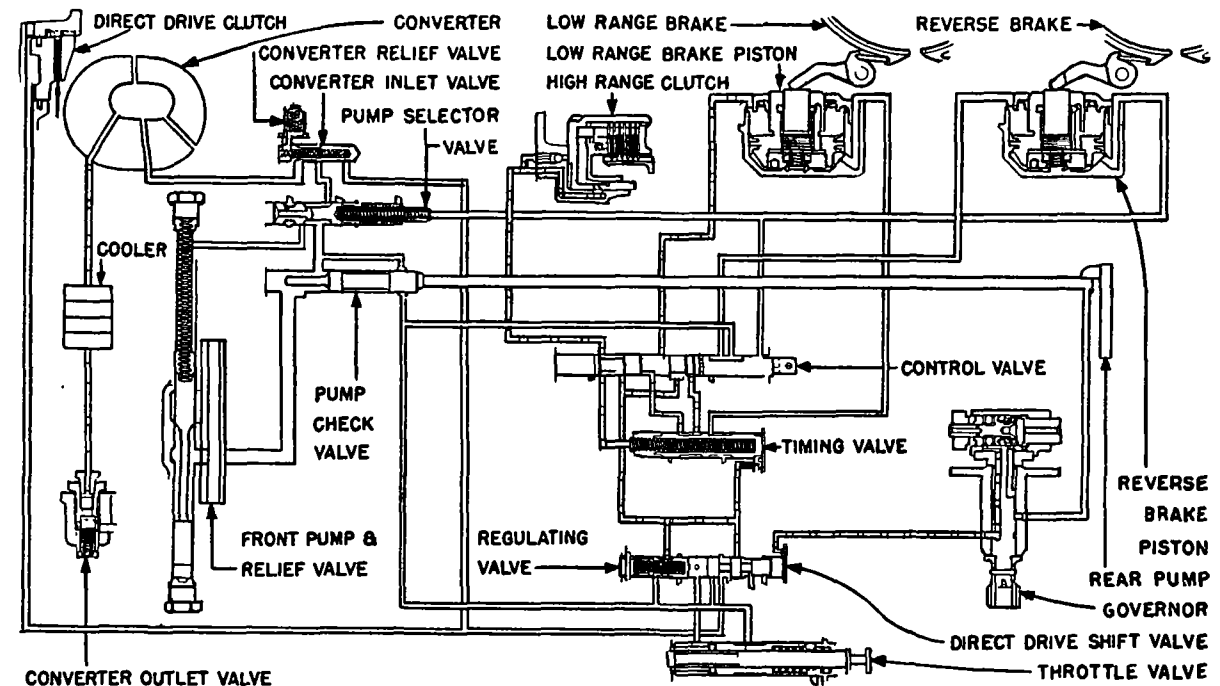 DIRECT DRIVE CLUTCH
CONVERTER
CONVERTER RELIEF VALVE
CONVERTER INLET VALVE
PUMP SELECTOR
VALVE
LOW RANGE BRAKE
LOW RANGE BRAKE PISTON
HIGH RANGE CLUTCH
REVERSE BRAKE
COOLER
PUMP
CHECK
VALVE
CONTROL VALVE
TIMING VALVE
FRONT PUMP &
RELIEF VALVE
REGULATING
VALVE
REVERSE
BRAKE
PISTON
REAR PUMP
GOVERNOR
DIRECT DRIVE SHIFT VALVE
THROTTLE VALVE
CONVERTER OUTLET VALVE